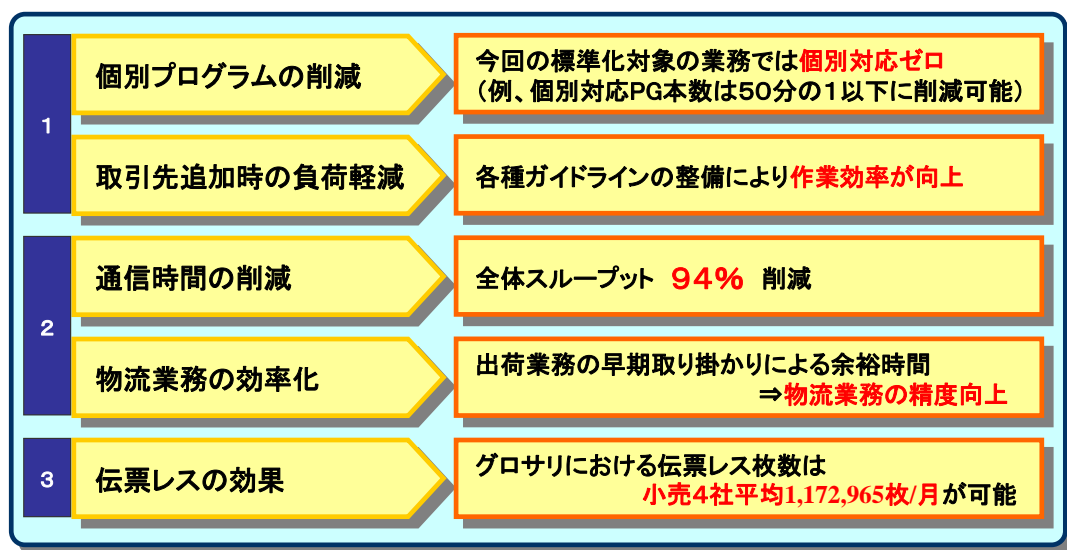 1
個別プログラムの削減
今回の標準化対象の業務では個別対応ゼロ
（例、個別対応PG本数は５０分の１以下に削減可能）
取引先追加時の負荷軽減
各種ガイドラインの整備により作業効率が向上
2
通信時間の削減
全体スループット ９４％ 削減
物流業務の効率化
出荷業務の早期取り掛かりによる余裕時間
⇒物流業務の精度向上
3
伝票レスの効果
グロサリにおける伝票レス枚数は
小売４社平均1,172,965枚/月が可能